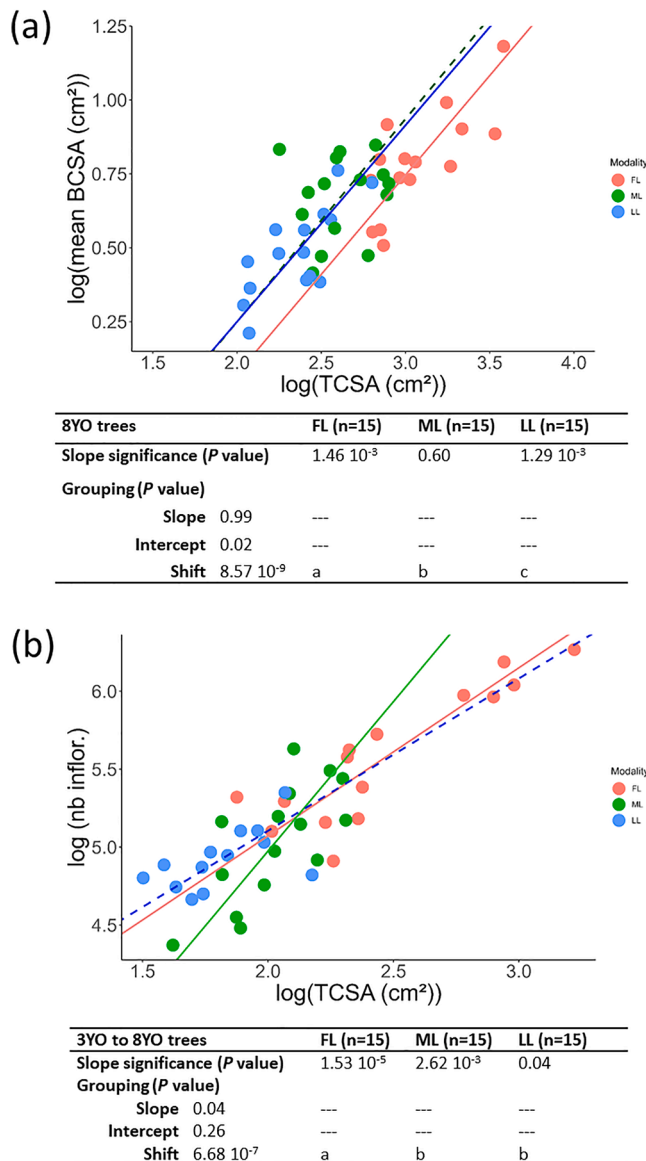 (a)
1.25
1.00
0.75
0.50
0.25
log(mean BCSA (cm²))
1.5 2.0 2.5 3.0 3.5 4.0
log(TCSA (cm²))
Modality
FL
ML
LL
8YO trees FL (n=15) ML (n=15) LL (n=15)
Slope significance (P value) 1.46 10-3 0.60 1.29 10-3
Grouping (P value)
Slope 0.99 --- --- ---
Intercept 0.02 --- --- ---
Shift 8.57 10-9 a b c
(b)
6.0
5.5
5.0
4.5
log (nb inflor.)
1.5 2.0 2.5 3.0
log(TCSA (cm²))
Modality
FL
ML
LL
3YO to 8YO trees FL (n=15) ML (n=15) LL (n=15)
Slope significance (P value) 1.53 10-5 2.62 10-3 0.04
Grouping (P value)
Slope 0.04 --- --- ---
Intercept 0.26 --- --- ---
Shift 6.68 10-7 a b b